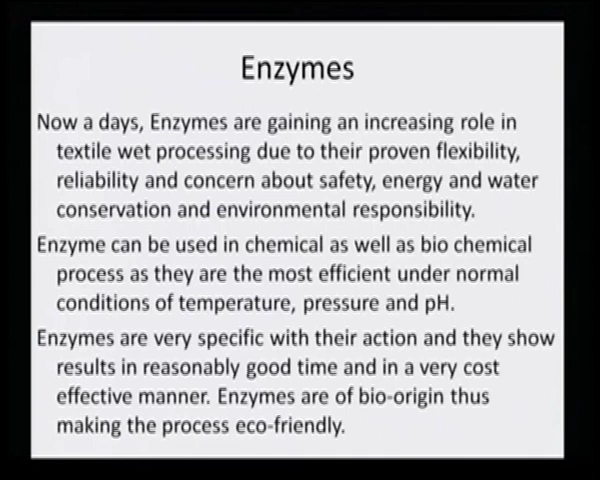 Enzymes
Now a days, Enzymes are gaining an increasing role in
textile wet processing due to their proven flexibility,
reliability and concern about safety, energy and water
conservation and environmental responsibility.
Enzyme can be used in chemical as well as bio chemical
process as they are the most efficient under normal
conditions of temperature, pressure and pH.
Enzymes are very specific with their action and they show
results in reasonably good time and in a very cost
effective manner. Enzymes are of bio-origin thus
making the process eco-friendly.